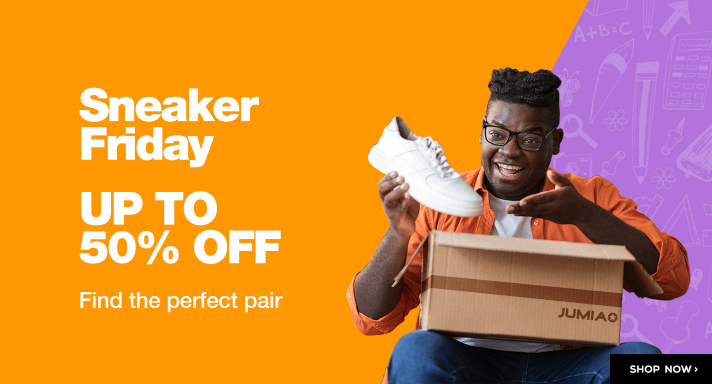 Sneaker
Friday
UP TO
50% OFF
Find the perfect pair
A+B=C
JUMIA
SHOP NOW ›